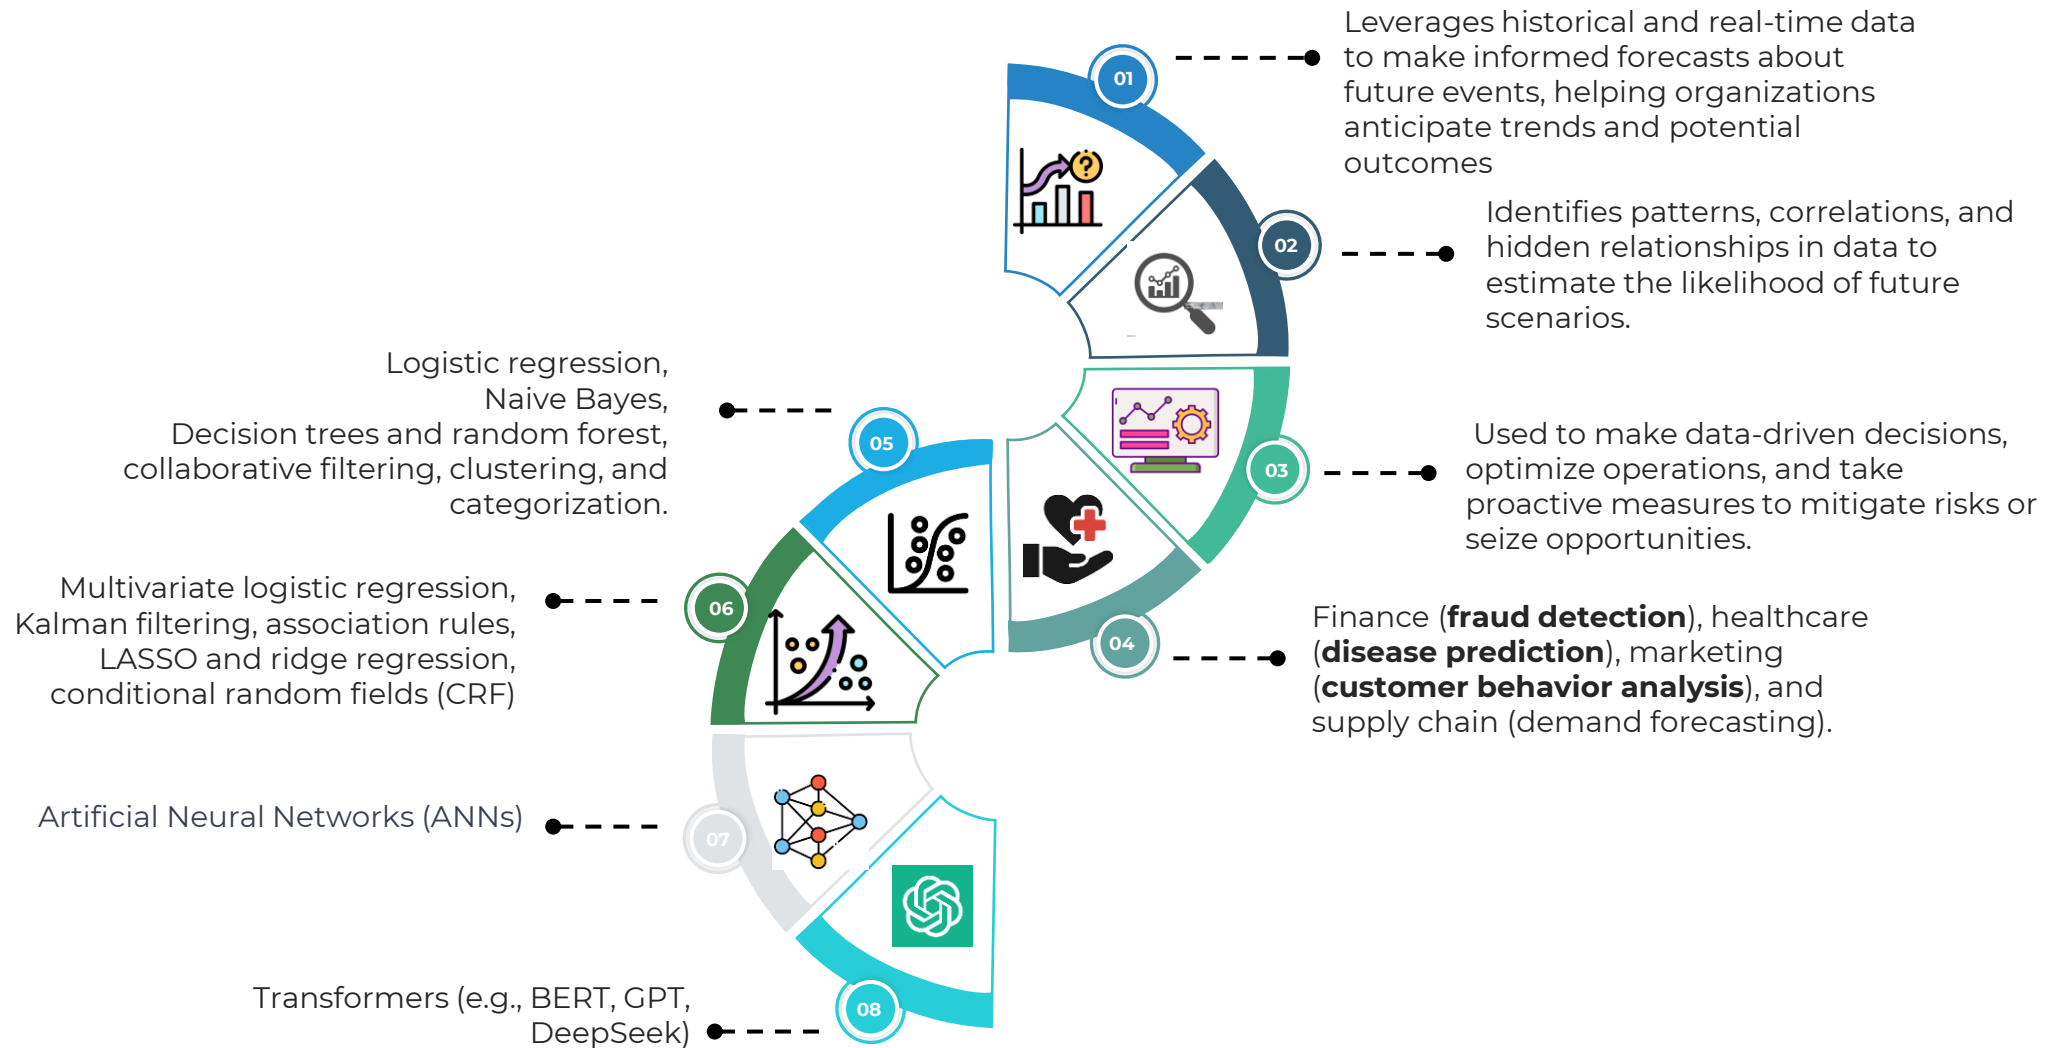 01
Leverages historical and real-time data
to make informed forecasts about
future events, helping organizations
anticipate trends and potential
outcomes
02
Identifies patterns, correlations, and
hidden relationships in data to
estimate the likelihood of future
scenarios.
03
Used to make data-driven decisions,
optimize operations, and take
proactive measures to mitigate risks or
seize opportunities.
04
Finance (fraud detection), healthcare
(disease prediction), marketing
(customer behavior analysis), and
supply chain (demand forecasting).
05
Logistic regression,
Naive Bayes,
Decision trees and random forest,
collaborative filtering, clustering, and
categorization.
06
Multivariate logistic regression,
Kalman filtering, association rules,
LASSO and ridge regression,
conditional random fields (CRF)
07
Artificial Neural Networks (ANNs)
08
Transformers (e.g., BERT, GPT,
DeepSeek)
?